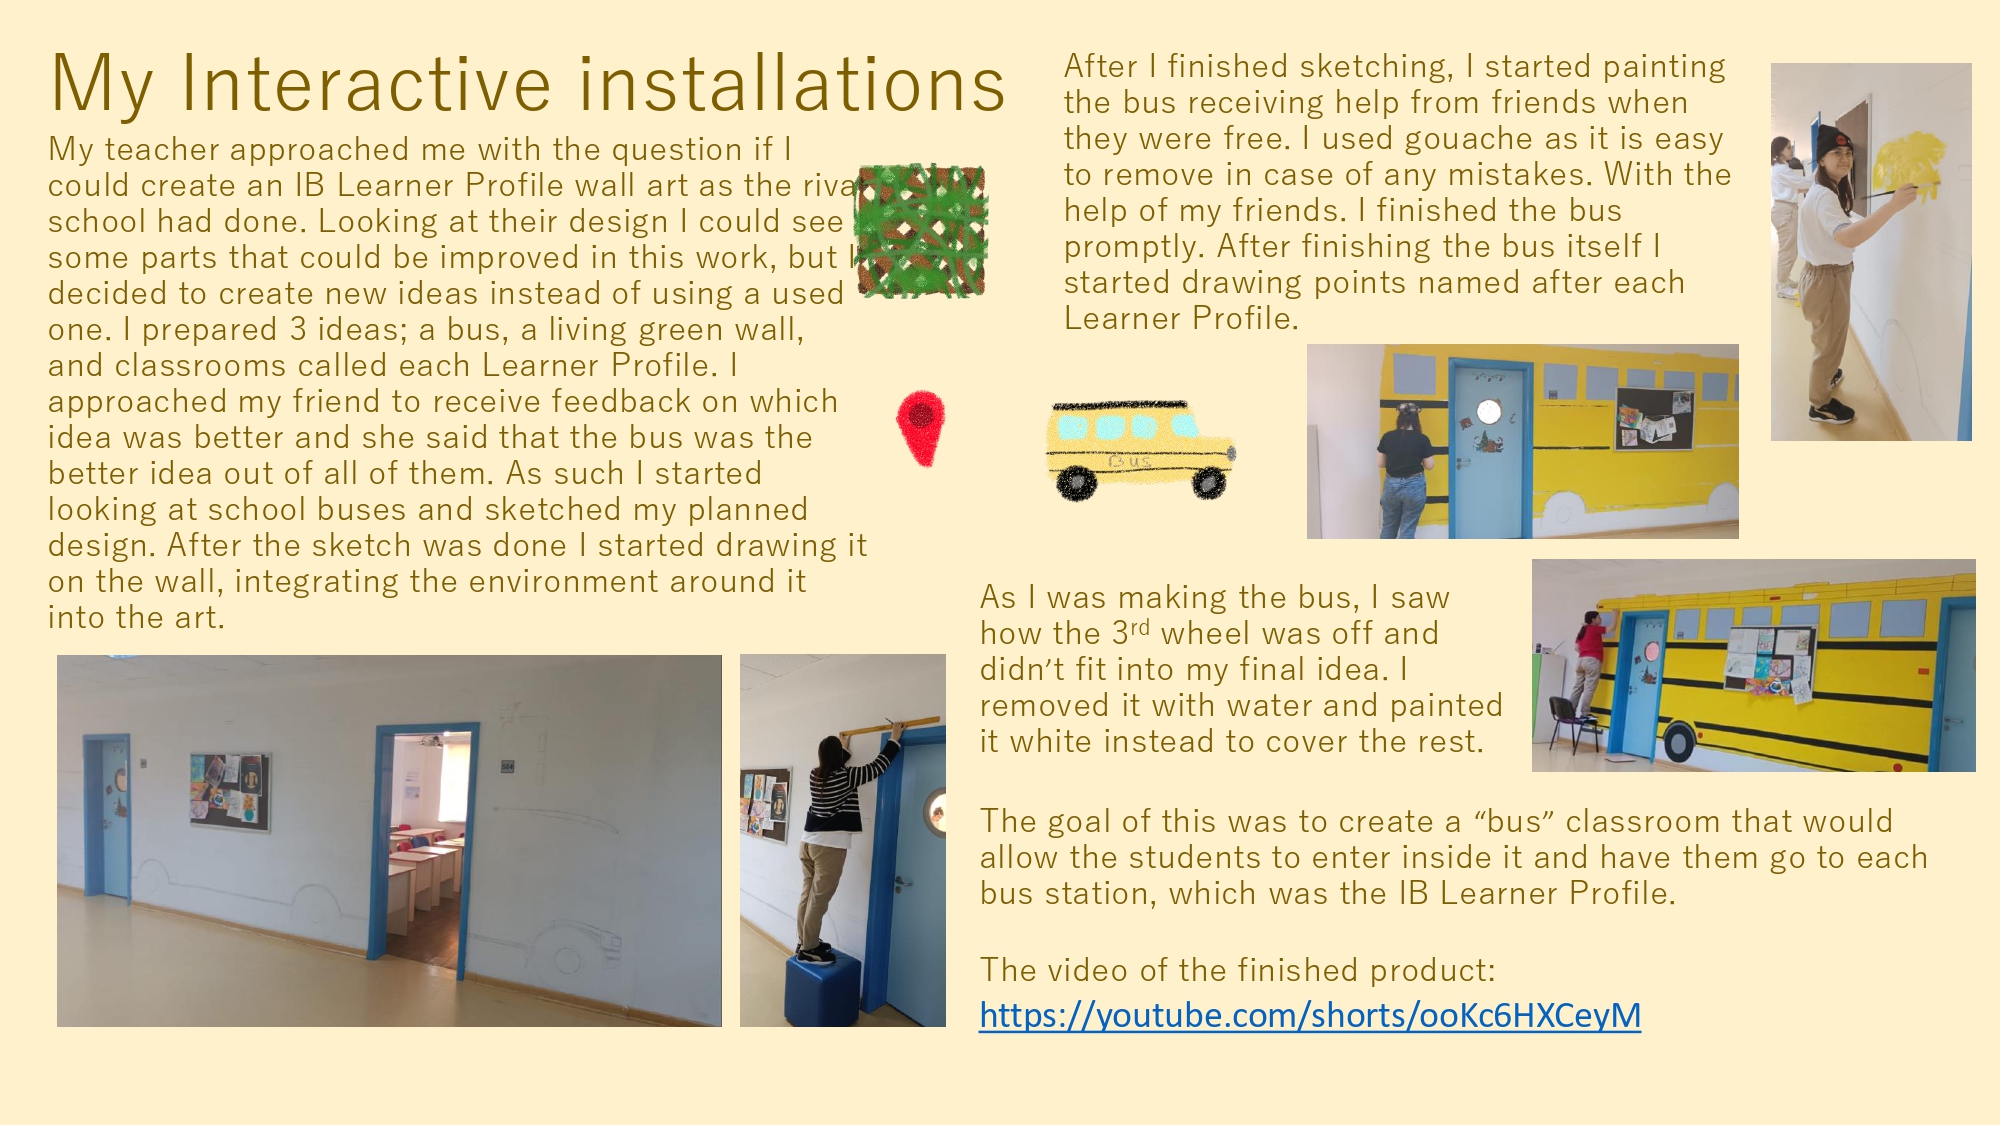 My Interactive installations
My teacher approached me with the question if I
could create an IB Learner Profile wall art as the rival
school had done. Looking at their design I could see
some parts that could be improved in this work, but I
decided to create new ideas instead of using a used
one. I prepared 3 ideas; a bus, a living green wall,
and classrooms called each Learner Profile. I
approached my friend to receive feedback on which
idea was better and she said that the bus was the
better idea out of all of them. As such I started
looking at school buses and sketched my planned
design. After the sketch was done I started drawing it
on the wall, integrating the environment around it
into the art.
Bus
After I finished sketching, I started painting
the bus receiving help from friends when
they were free. I used gouache as it is easy
to remove in case of any mistakes. With the
help of my friends. I finished the bus
promptly. After finishing the bus itself I
started drawing points named after each
Learner Profile.
As I was making the bus, I saw
how the 3rd wheel was off and
didn't fit into my final idea. I
removed it with water and painted
it white instead to cover the rest.
The goal of this was to create a “bus” classroom that would
allow the students to enter inside it and have them go to each
bus station, which was the IB Learner Profile.
The video of the finished product:
https://youtube.com/shorts/ooKc6HXCeyM